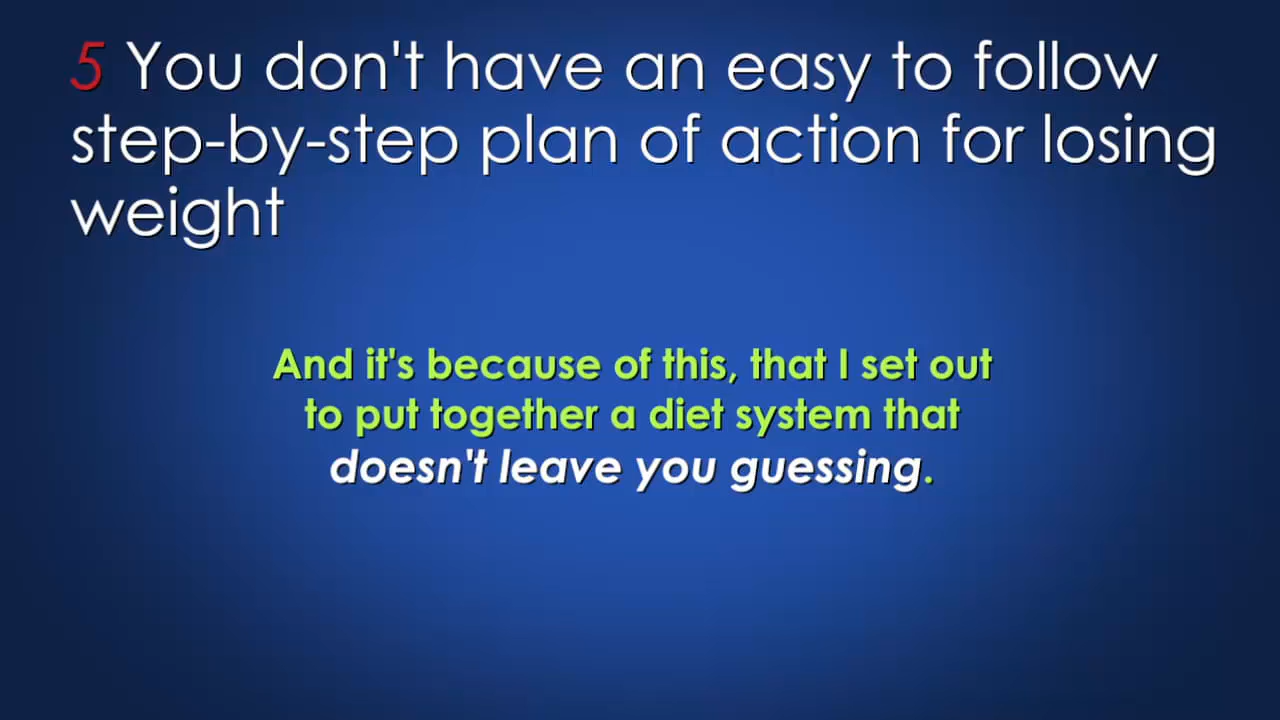 5 You don't have an easy to follow
step-by-step plan of action for losing
weight
And it's because of this, that I set out
to put together a diet system that
doesn't leave you guessing.